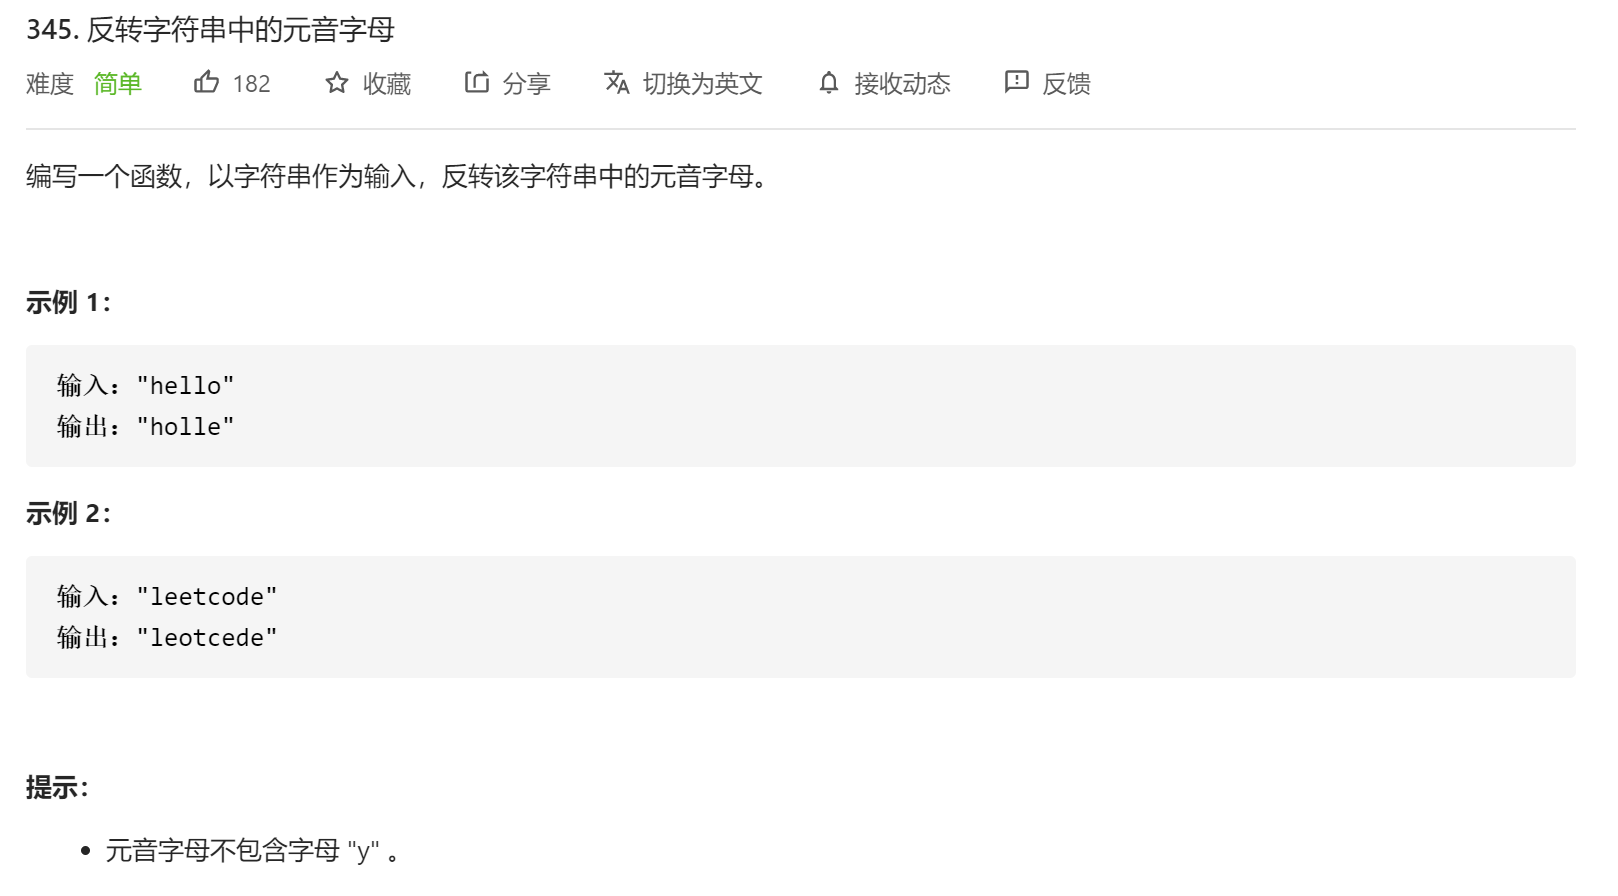 345. 反转字符串中的元音字母
难度 简单 182 收藏 分享 切换为英文 接收动态 反馈
编写一个函数，以字符串作为输入，反转该字符串中的元音字母。
示例 1：
输入："hello"
输出："holle"
示例 2：
输入："leetcode"
输出："leotcede"
提示：
• 元音字母不包含字母 "y" 。